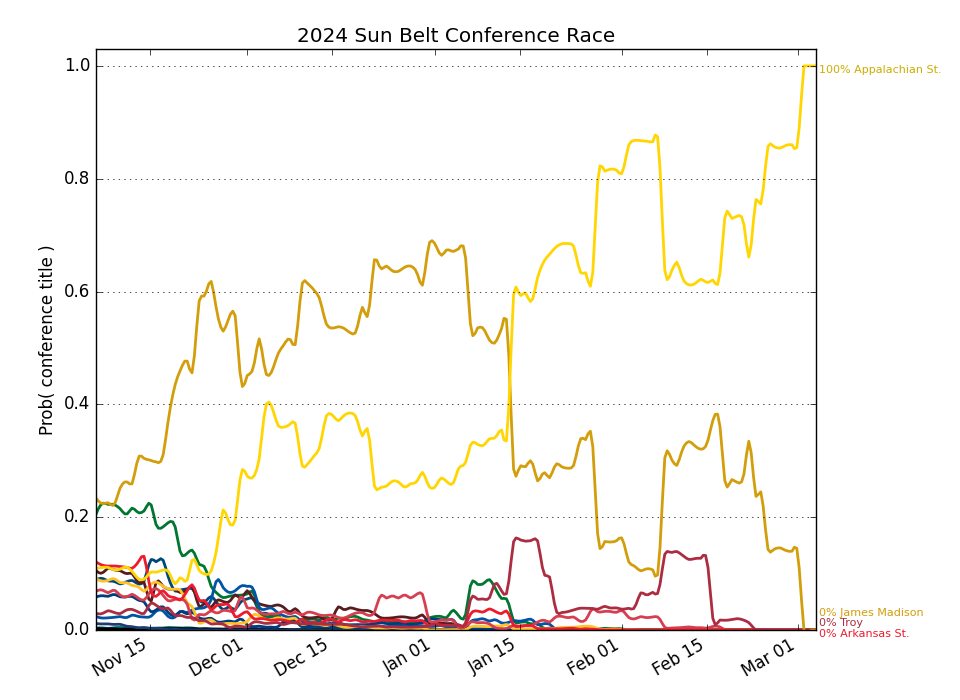 2024 Sun Belt Conference Race
Prob( conference title )
1.0
0.8
0.6
0.4
0.2
0.0
100% Appalachian St.
0% James Madison
0% Troy
0% Arkansas St.
Nov 15
Dec 01
Dec 15
Jan 01
Jan 15
Feb 01
Feb 15
Mar 01